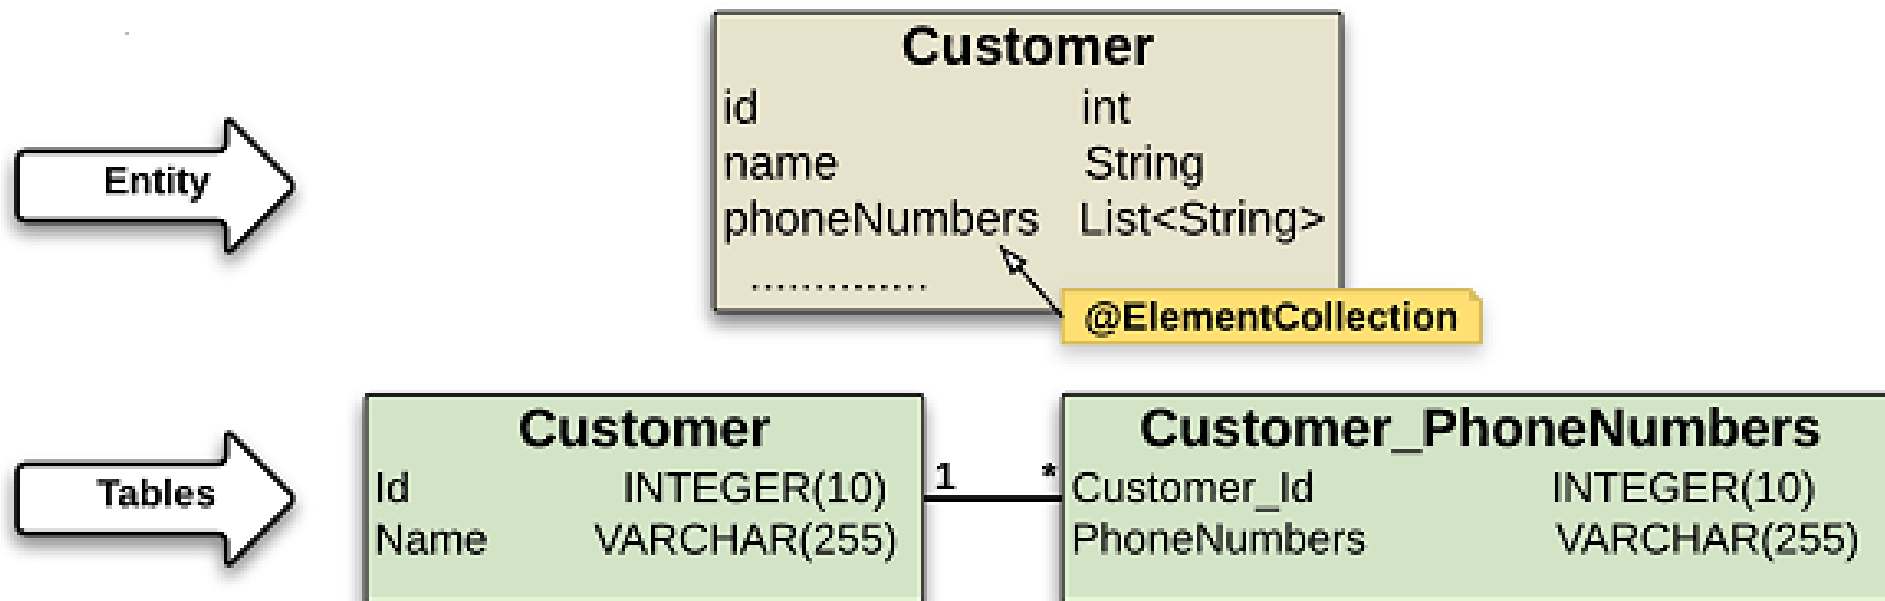 Customer
id int
name String
phoneNumbers List<String>
..............
@ElementCollection
Entity
Customer
Id INTEGER(10)
Name VARCHAR(255)
1 *
Customer_PhoneNumbers
Customer_Id INTEGER(10)
PhoneNumbers VARCHAR(255)
Tables